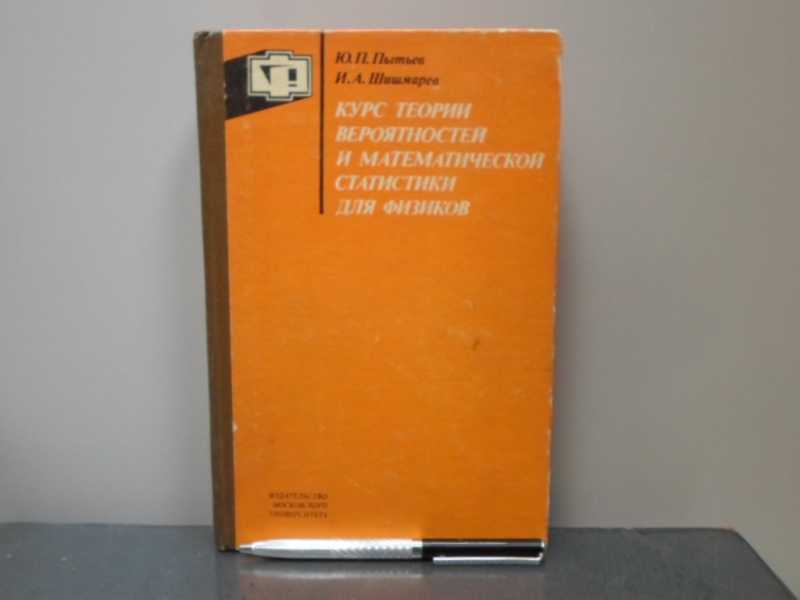 Ю. П. Пытьев
И. А. Шишмарев
КУРС ТЕОРИИ
ВЕРОЯТНОСТЕЙ
И МАТЕМАТИЧЕСКОЙ
СТАТИСТИКИ
ДЛЯ ФИЗИКОВ
ИЗДАТЕЛЬСТВО
МОСКОВСКОГО
УНИВЕРСИТЕТА